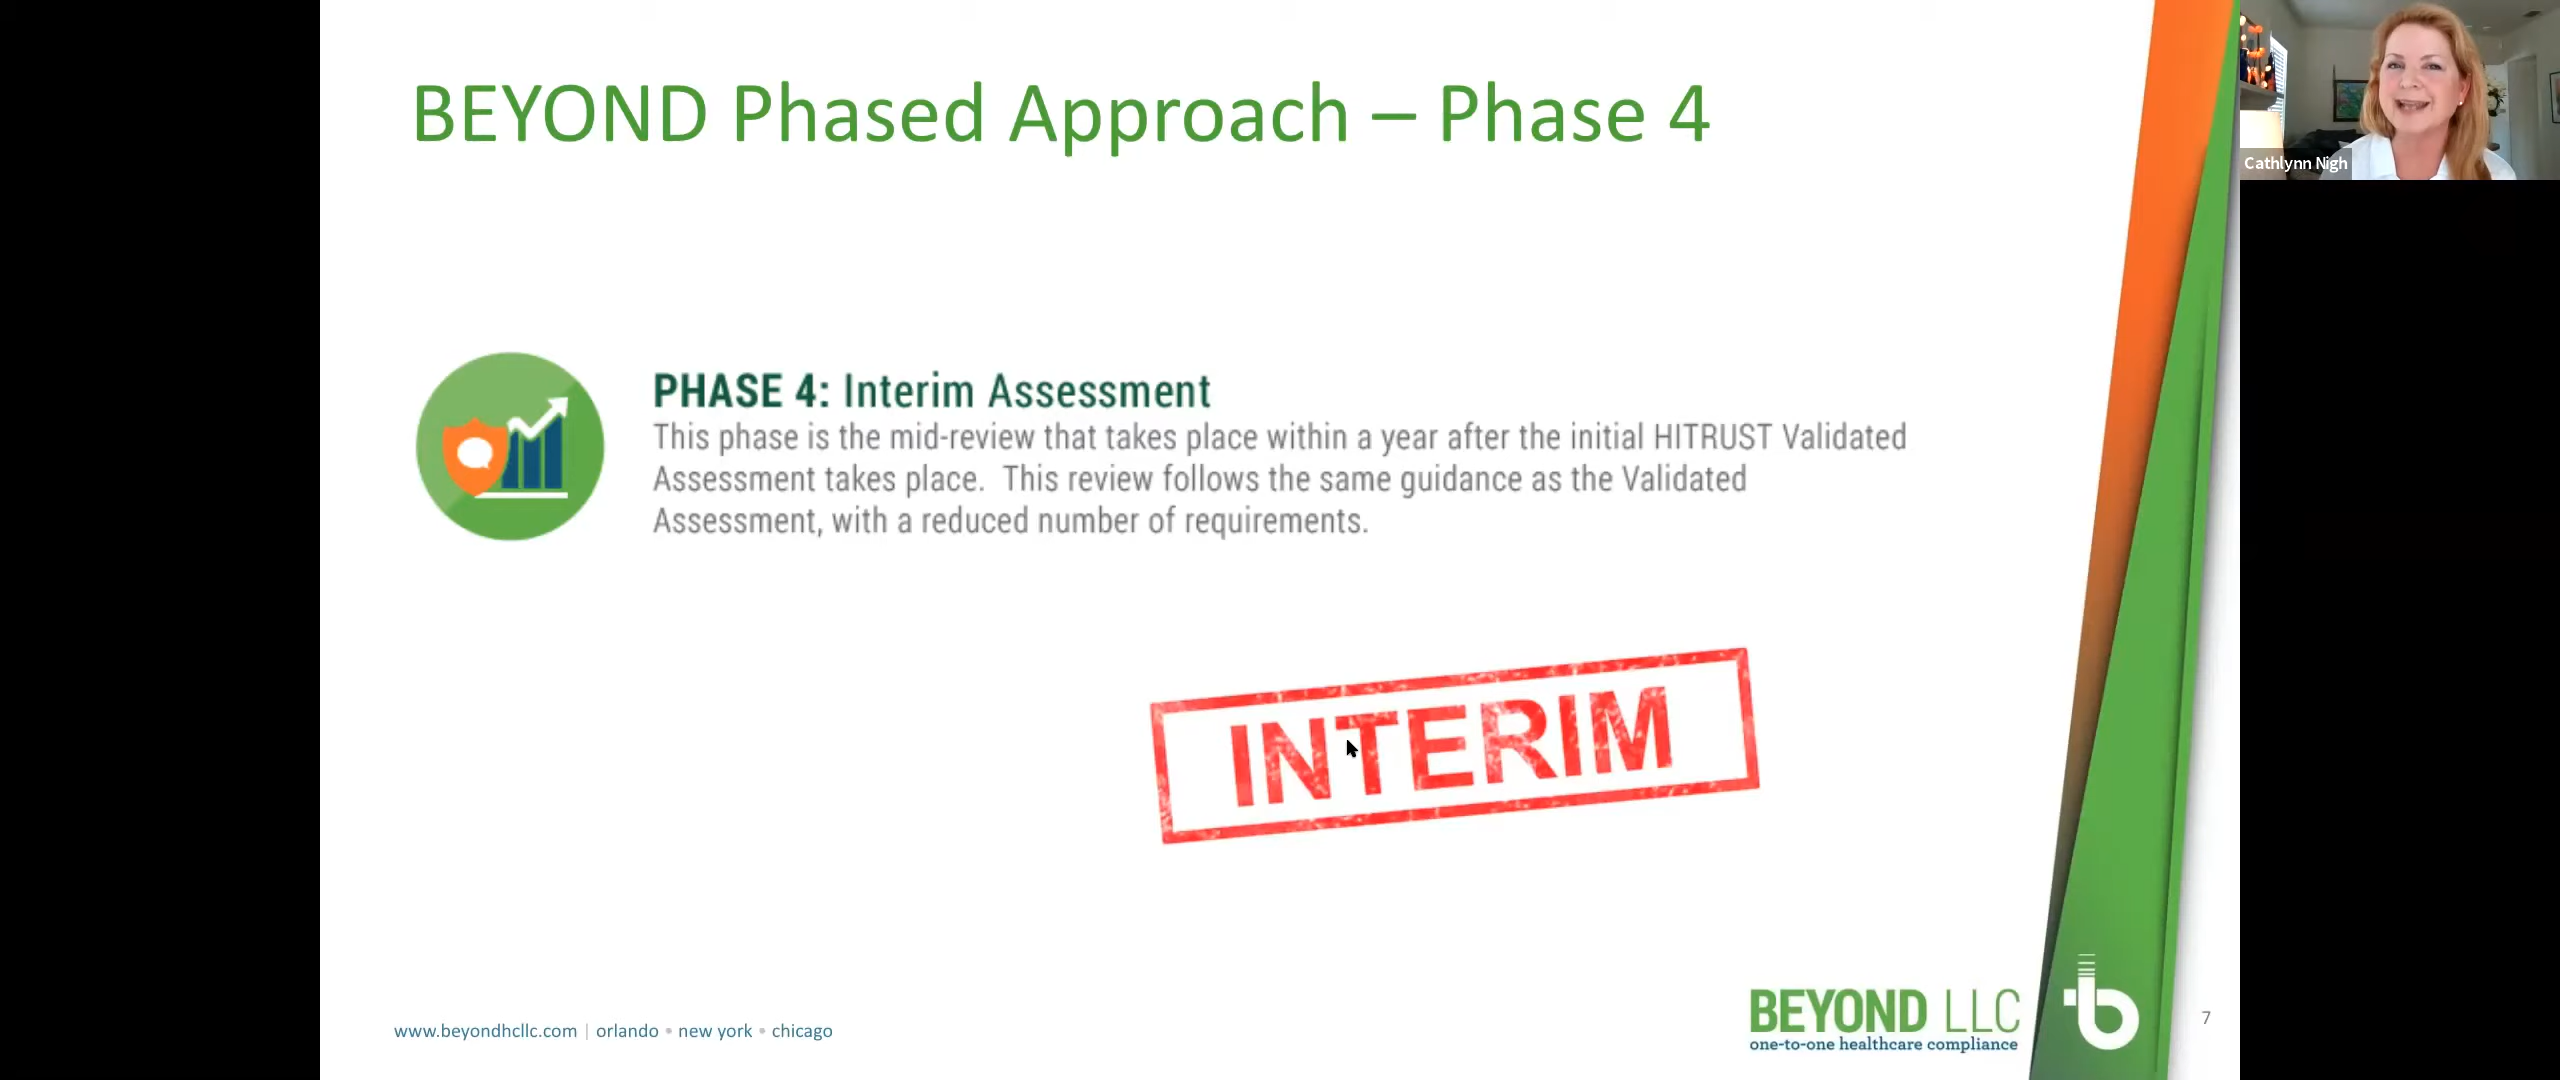 BEYOND Phased Approach – Phase 4
Cathlynn Nigh
PHASE 4: Interim Assessment
This phase is the mid-review that takes place within a year after the initial HITRUST Validated
Assessment takes place.  This review follows the same guidance as the Validated
Assessment, with a reduced number of requirements.
INTERIM
www.beyondhcllc.com | orlando • new york • chicago
BEYOND LLC
one-to-one healthcare compliance
b
7